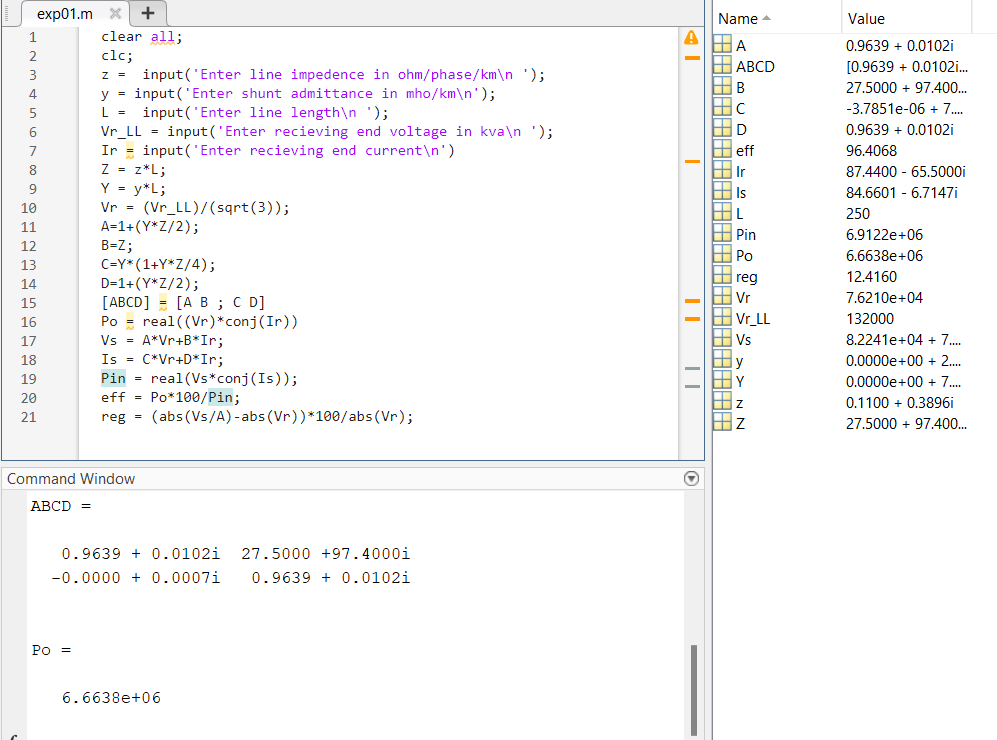 exp01.m
1 clear all;
2 clc;
3 z =  input('Enter line impedence in ohm/phase/km\n ');
4 y = input('Enter shunt admittance in mho/km\n');
5 L =  input('Enter line length\n ');
6 Vr_LL = input('Enter recieving end voltage in kva\n ');
7 Ir = input('Enter recieving end current\n')
8 Z = z*L;
9 Y = y*L;
10 Vr = (Vr_LL)/(sqrt(3));
11 A=1+(Y*Z/2);
12 B=Z;
13 C=Y*(1+Y*Z/4);
14 D=1+(Y*Z/2);
15 [ABCD] = [A B ; C D]
16 Po = real((Vr)*conj(Ir))
17 Vs = A*Vr+B*Ir;
18 Is = C*Vr+D*Ir;
19 Pin = real(Vs*conj(Is));
20 eff = Po*100/Pin;
21 reg = (abs(Vs/A)-abs(Vr))*100/abs(Vr);
Command Window
ABCD =
0.9639 + 0.0102i  27.5000 +97.4000i
-0.0000 + 0.0007i   0.9639 + 0.0102i
Po =
6.6638e+06
Name Value
A 0.9639 + 0.0102i
ABCD [0.9639 + 0.0102i...
B 27.5000 + 97.400...
C -3.7851e-06 + 7....
D 0.9639 + 0.0102i
eff 96.4068
Ir 87.4400 - 65.5000i
Is 84.6601 - 6.7147i
L 250
Pin 6.9122e+06
Po 6.6638e+06
reg 12.4160
Vr 7.6210e+04
Vr_LL 132000
Vs 8.2241e+04 + 7....
y 0.0000e+00 + 2....
Y 0.0000e+00 + 7....
z 0.1100 + 0.3896i
Z 27.5000 + 97.400...